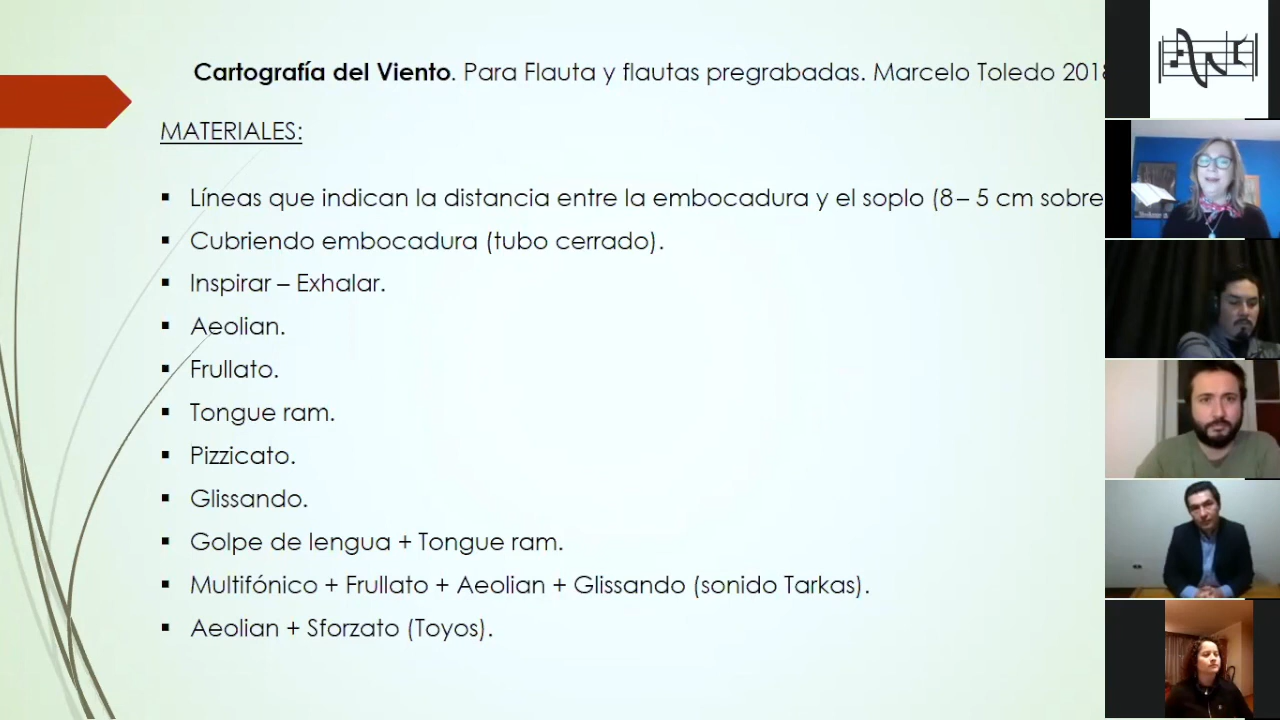 Cartografía del Viento. Para Flauta y flautas pregrabadas. Marcelo Toledo 2018
MATERIALES:
Líneas que indican la distancia entre la embocadura y el soplo (8 – 5 cm sobre
Cubriendo embocadura (tubo cerrado).
Inspirar – Exhalar.
Aeolian.
Frullato.
Tongue ram.
Pizzicato.
Glissando.
Golpe de lengua + Tongue ram.
Multifónico + Frullato + Aeolian + Glissando (sonido Tarkas).
Aeolian + Sforzato (Toyos).